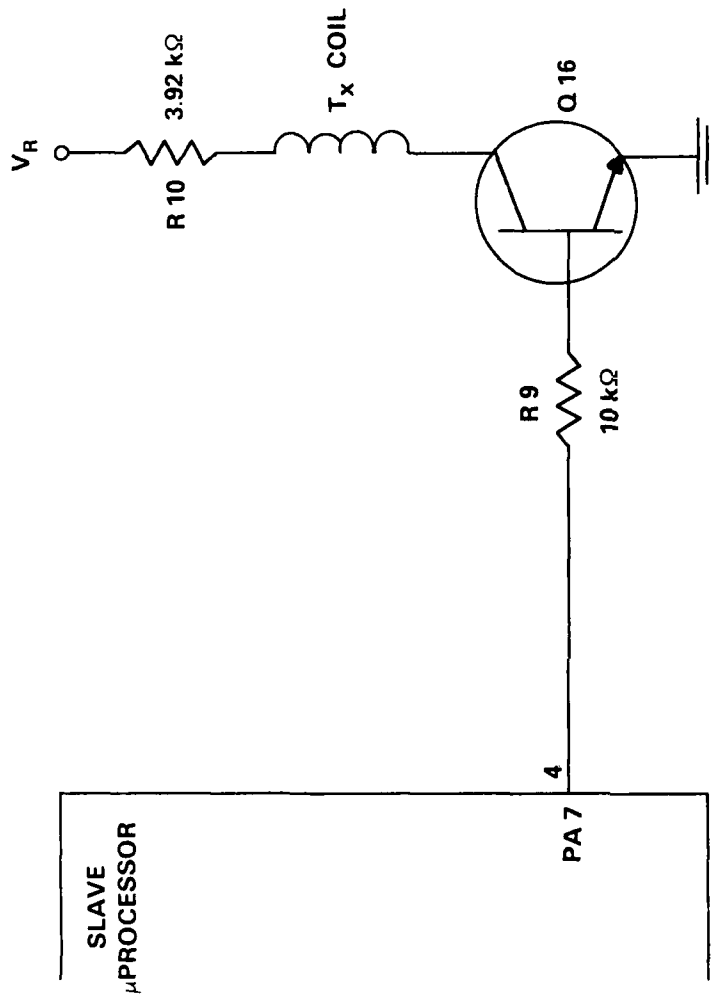 SLAVE
μPROCESSOR
PA 7
4
R 9
10 kΩ
V_R
R 10
3.92 kΩ
T_X COIL
Q 16